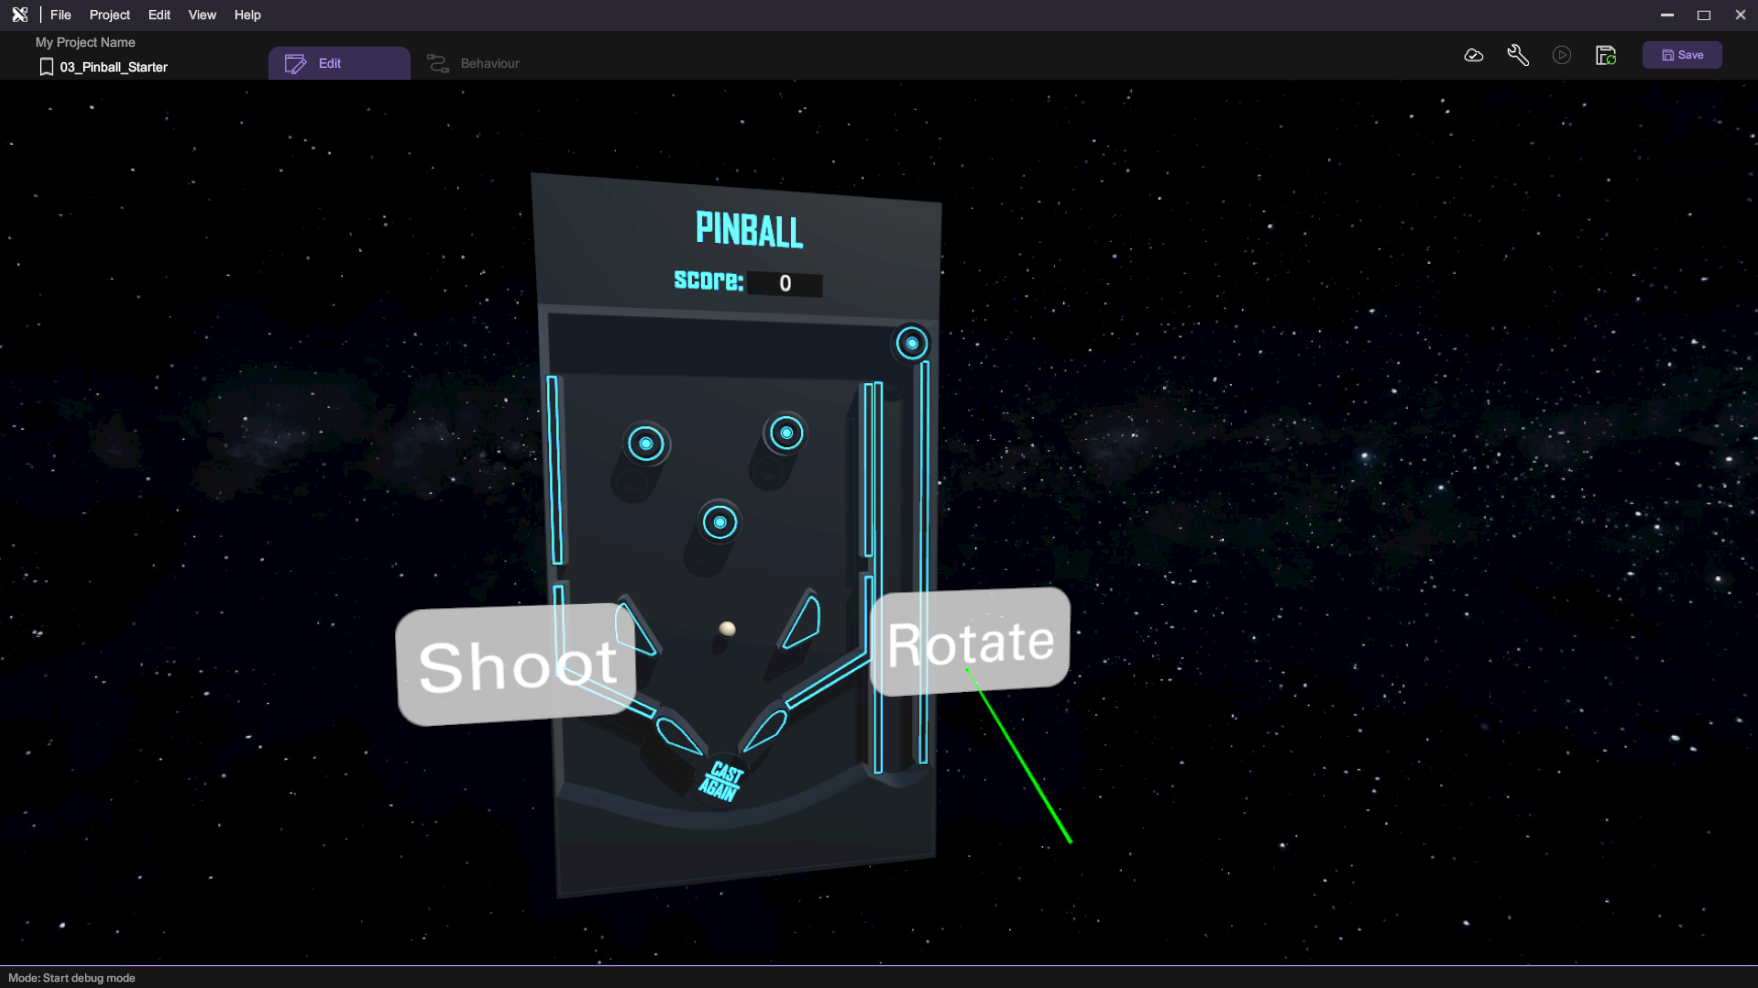 File Project Edit View Help
My Project Name
03_Pinball_Starter
Edit
Behaviour
Save
PINBALL
score: 0
Shoot
Rotate
CAST
AGAIN
Mode: Start debug mode